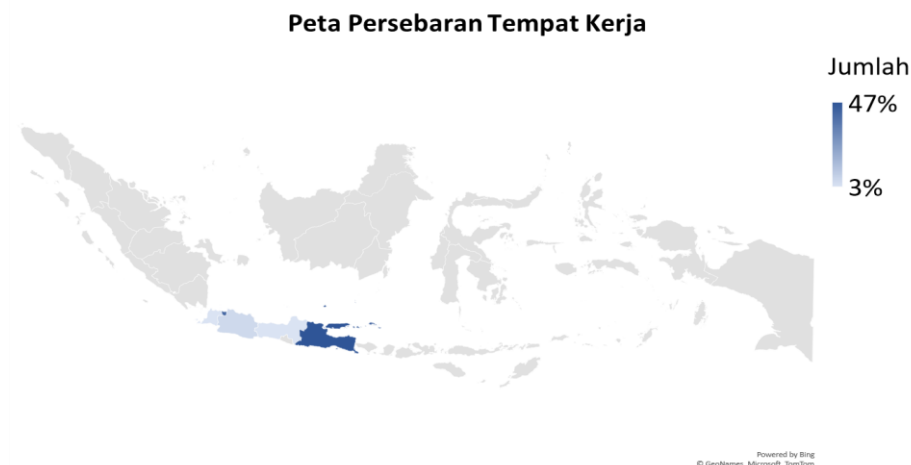 Peta Persebaran Tempat Kerja
Jumlah
47%
3%
Powered by Bing
© GeoNames, Microsoft, TomTom